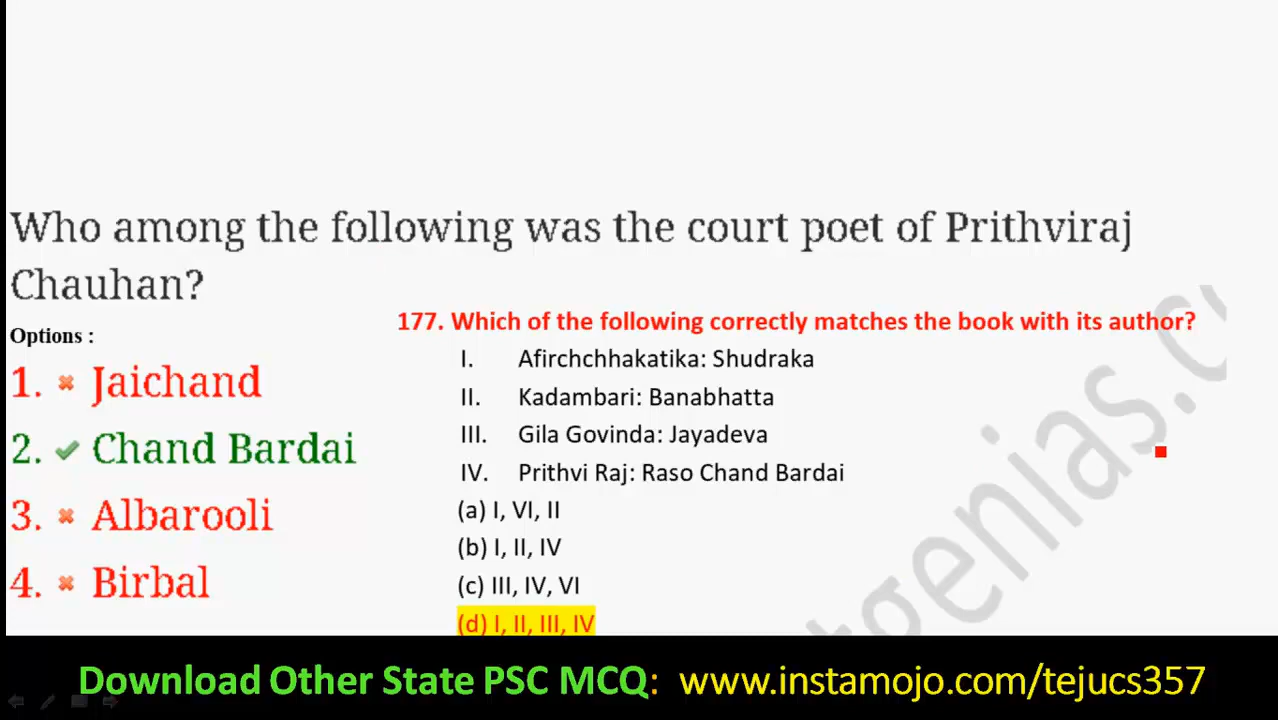 Who among the following was the court poet of Prithviraj
Chauhan?
Options :
1. Jaichand
2. Chand Bardai
3. Albarooli
4. Birbal
177. Which of the following correctly matches the book with its author?
I. Afirchchhakatika: Shudraka
II. Kadambari: Banabhatta
III. Gila Govinda: Jayadeva
IV. Prithvi Raj: Raso Chand Bardai
(a) I, VI, II
(b) I, II, IV
(c) III, IV, VI
(d) I, II, III, IV
Download Other State PSC MCQ: www.instamojo.com/tejucs357